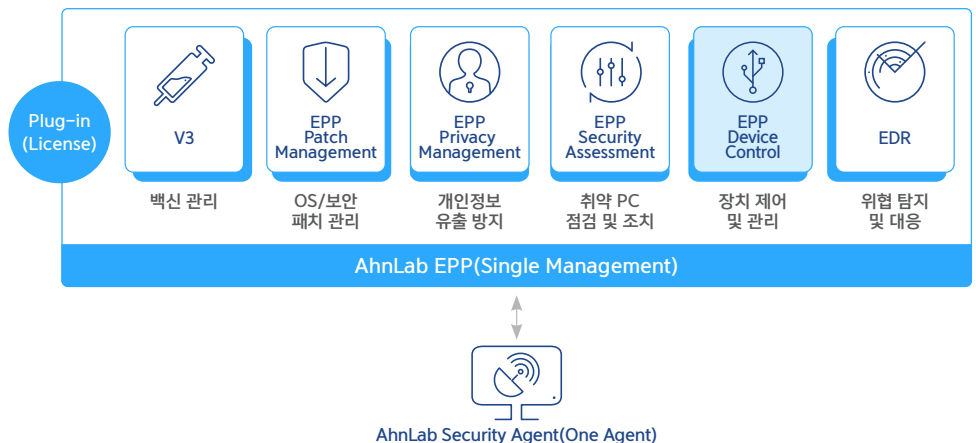 Plug-in
(License)
V3
EPP
Patch
Management
EPP
Privacy
Management
EPP
Security
Assessment
EPP
Device
Control
EDR
백신 관리
OS/보안
패치 관리
개인정보
유출 방지
취약 PC
점검 및 조치
장치 제어
및 관리
위협 탐지
및 대응
AhnLab EPP(Single Management)
AhnLab Security Agent(One Agent)